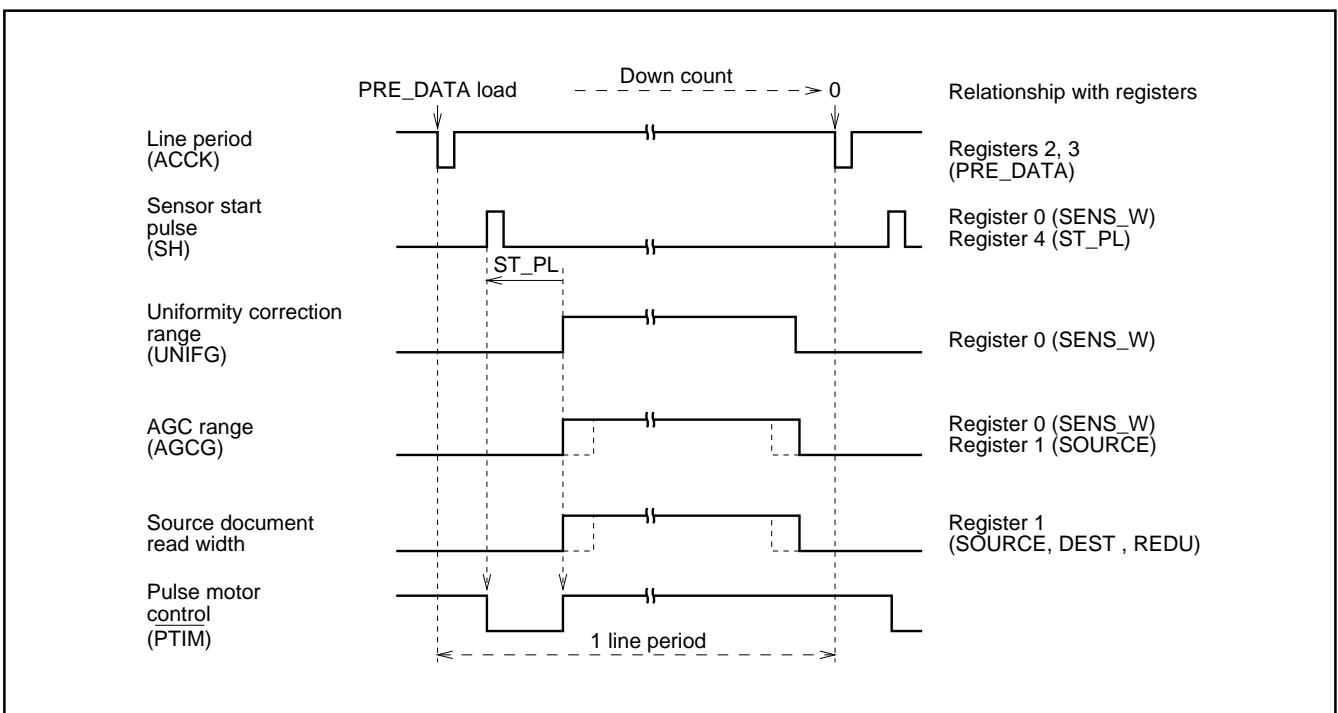 Down count
PRE_DATA load
0
Relationship with registers
Line period
(ACCK)
Registers 2, 3
(PRE_DATA)
Sensor start
pulse
(SH)
Register 0 (SENS_W)
Register 4 (ST_PL)
ST_PL
Uniformity correction
range
(UNIFG)
Register 0 (SENS_W)
AGC range
(AGCG)
Register 0 (SENS_W)
Register 1 (SOURCE)
Source document
read width
Register 1
(SOURCE, DEST , REDU)
Pulse motor
control
(PTIM)
1 line period